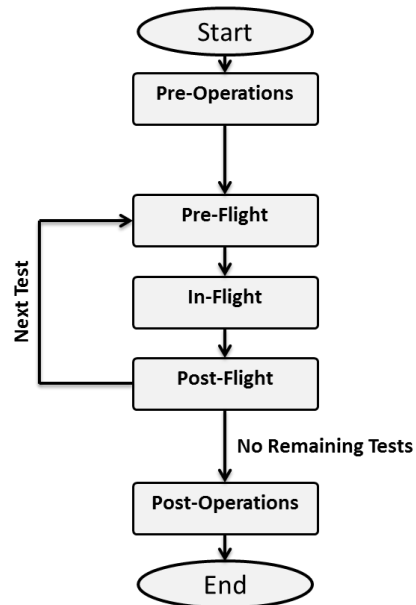 Start
Pre-Operations
Pre-Flight
Next Test
In-Flight
Post-Flight
No Remaining Tests
Post-Operations
End